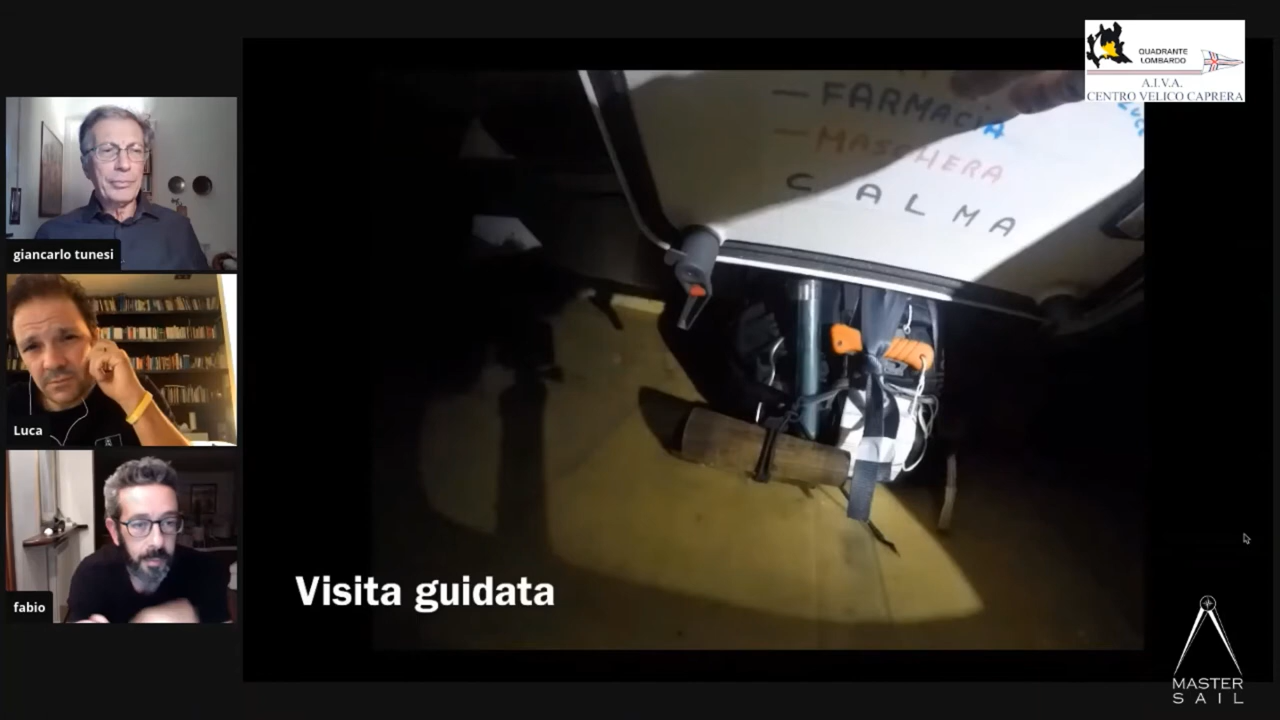 QUADRANTE
LOMBARDO
A.I.V.A.
CENTRO VELICO CAPRERA
— FARMACIA
— MASCHERA
CALMA
giancarlo tunesi
Luca
fabio
Visita guidata
MASTER
SAIL